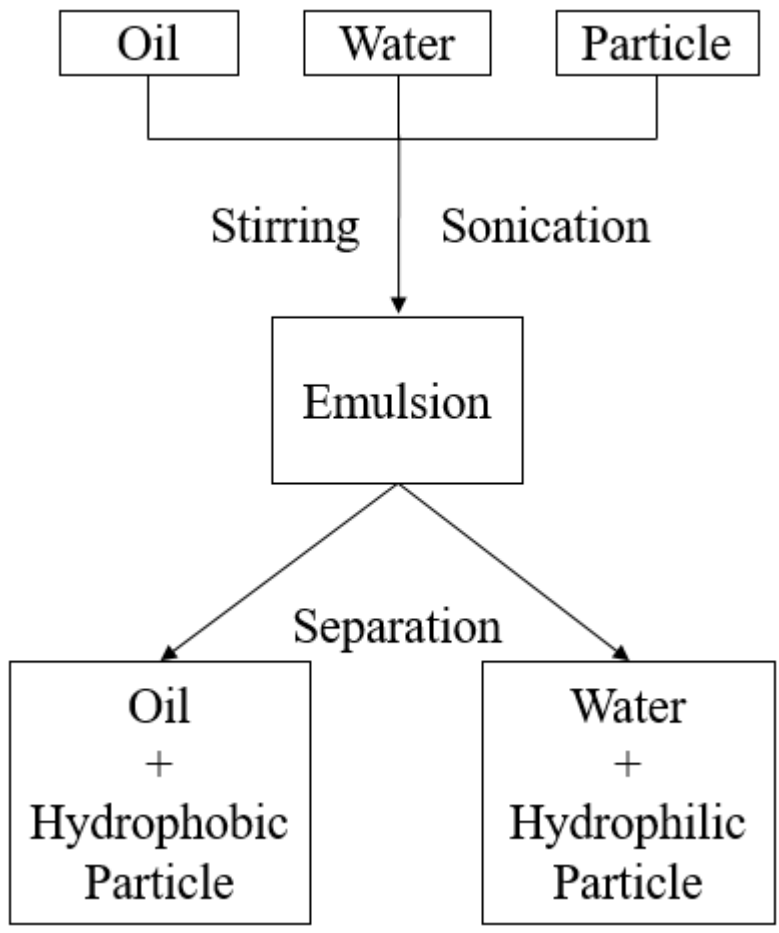 Oil
Water
Particle
Stirring
Sonication
Emulsion
Separation
Oil
+
Hydrophobic
Particle
Water
+
Hydrophilic
Particle